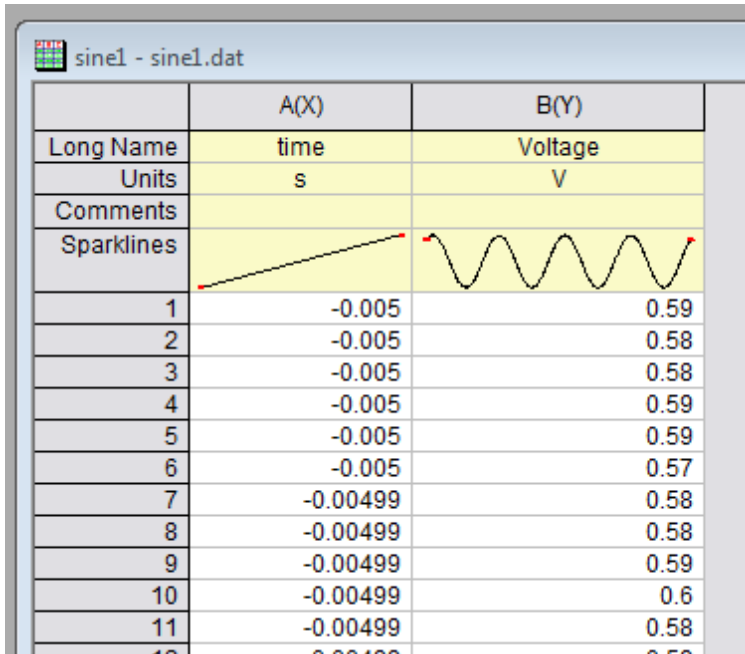 sine1 - sine1.dat
A(X) B(Y)
Long Name time Voltage
Units s V
Comments
Sparklines
1 -0.005 0.59
2 -0.005 0.58
3 -0.005 0.58
4 -0.005 0.59
5 -0.005 0.59
6 -0.005 0.57
7 -0.00499 0.58
8 -0.00499 0.58
9 -0.00499 0.59
10 -0.00499 0.6
11 -0.00499 0.58